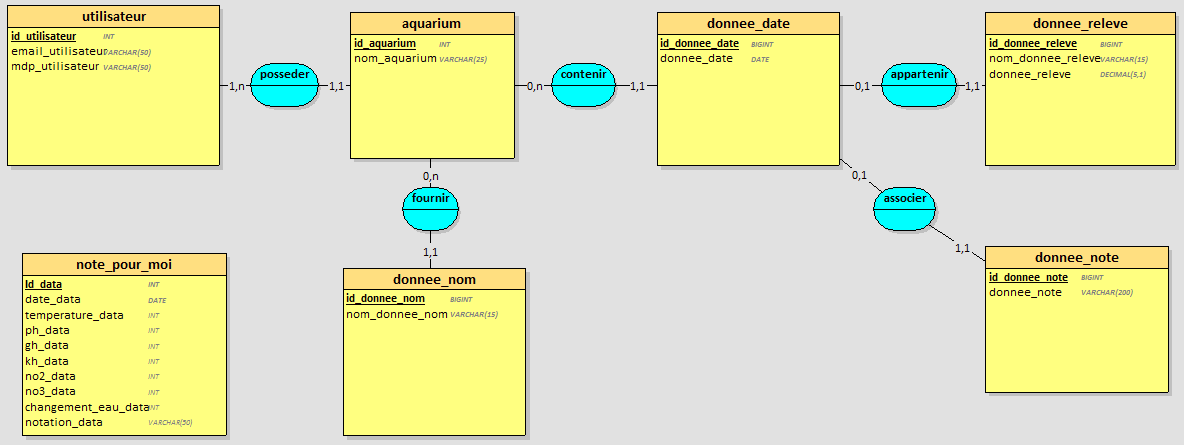 utilisateur
id_utilisateur INT
email_utilisateur VARCHAR(50)
mdp_utilisateur VARCHAR(50)
1,n
posseder
1,1
aquarium
id_aquarium INT
nom_aquarium VARCHAR(25)
0,n
contenir
1,1
donnee_date
id_donnee_date BIGINT
donnee_date DATE
0,1
appartenir
1,1
donnee_releve
id_donnee_releve BIGINT
nom_donnee_releve VARCHAR(15)
donnee_releve DECIMAL(5,1)
0,n
fournir
1,1
0,1
associer
1,1
note_pour_moi
Id_data INT
date_data DATE
temperature_data INT
ph_data INT
gh_data INT
kh_data INT
no2_data INT
no3_data INT
changement_eau_data INT
notation_data VARCHAR(50)
donnee_nom
id_donnee_nom BIGINT
nom_donnee_nom VARCHAR(15)
donnee_note
id_donnee_note BIGINT
donnee_note VARCHAR(200)